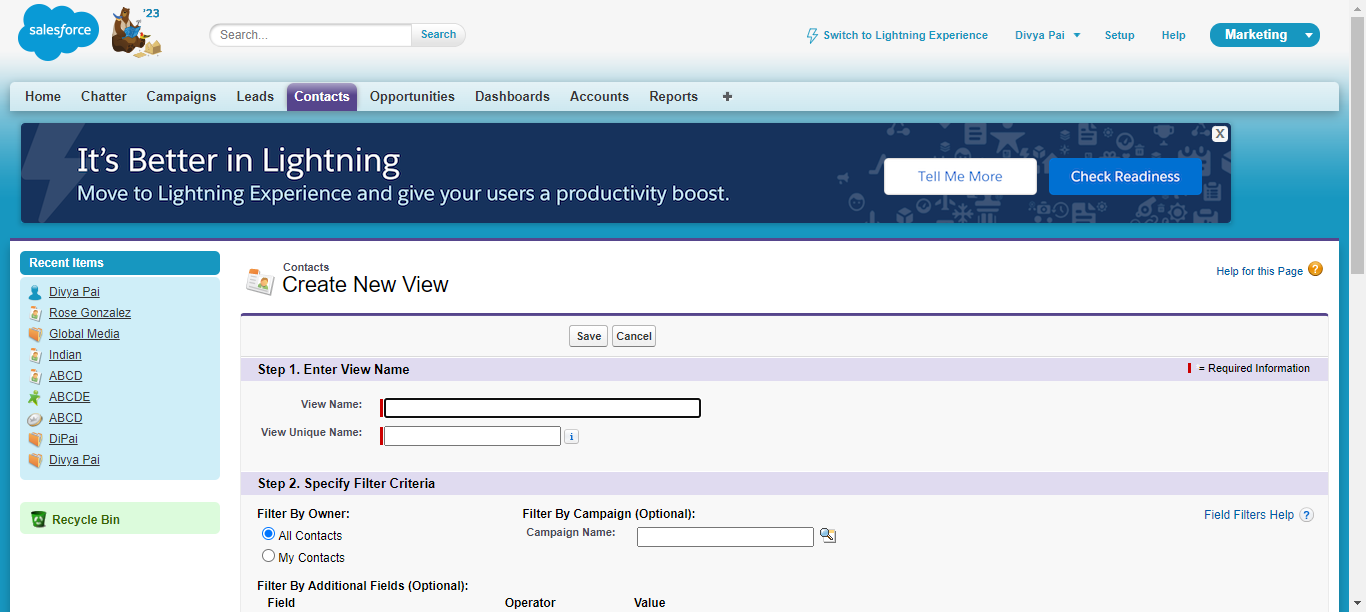 salesforce
'23
Search...
Search
Switch to Lightning Experience
Divya Pai
Setup
Help
Marketing
Home
Chatter
Campaigns
Leads
Contacts
Opportunities
Dashboards
Accounts
Reports
It's Better in Lightning
Move to Lightning Experience and give your users a productivity boost.
Tell Me More
Check Readiness
X
Recent Items
Divya Pai
Rose Gonzalez
Global Media
Indian
ABCD
ABCDE
ABCD
DiPai
Divya Pai
Recycle Bin
Contacts
Create New View
Help for this Page ?
Save
Cancel
Step 1. Enter View Name
= Required Information
View Name:
View Unique Name:
i
Step 2. Specify Filter Criteria
Filter By Owner:
All Contacts
My Contacts
Filter By Campaign (Optional):
Campaign Name:
Field Filters Help ?
Filter By Additional Fields (Optional):
Field
Operator
Value